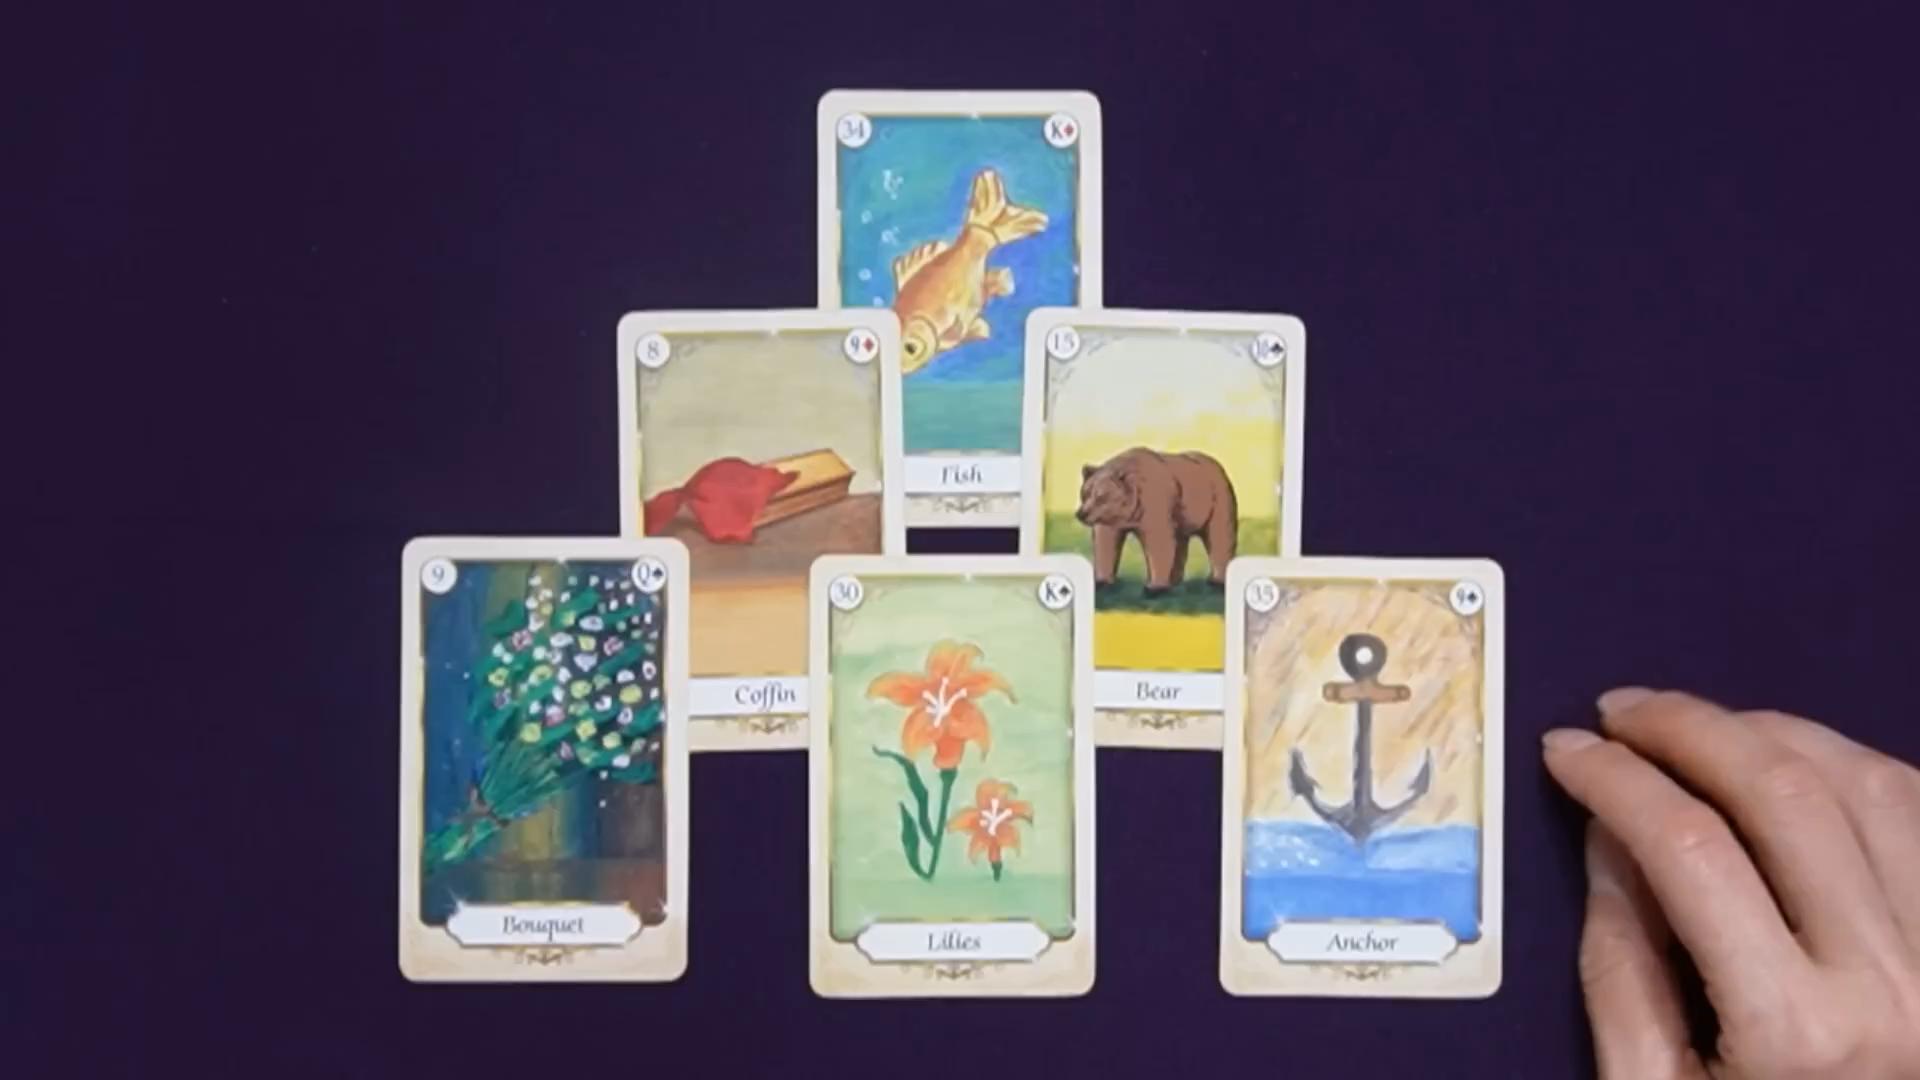 34 K♦
Fish
8 9♦
Coffin
15 10♣
Bear
9 Q♠
Bouquet
30 K♠
Lilies
35 9♠
Anchor